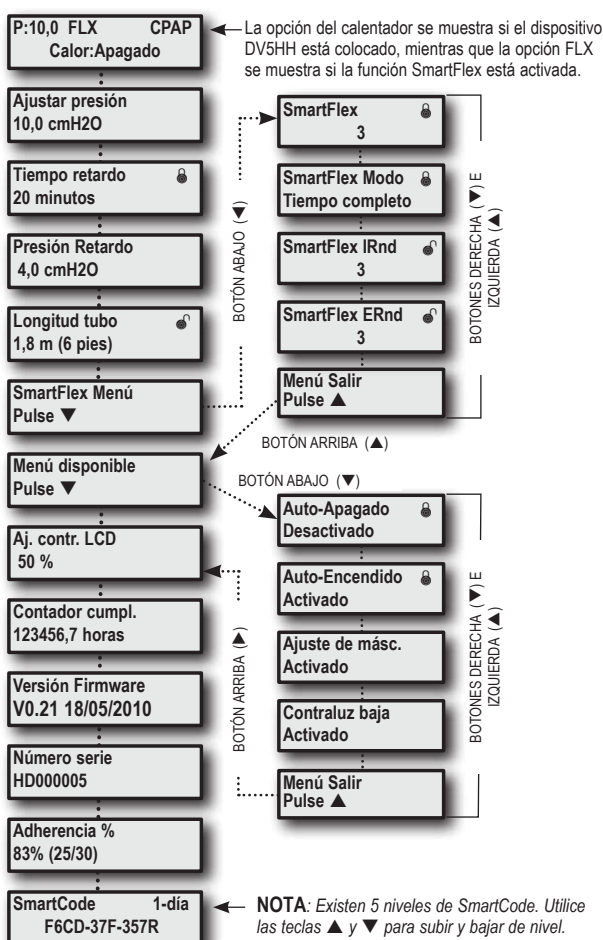 P:10,0 FLX CPAP
Calor:Apagado
La opción del calentador se muestra si el dispositivo
DV5HH está colocado, mientras que la opción FLX
se muestra si la función SmartFlex está activada.
Ajustar presión
10,0 cmH2O
Tiempo retardo
20 minutos
Presión Retardo
4,0 cmH2O
Longitud tubo
1,8 m (6 pies)
SmartFlex Menú
Pulse ▼
BOTÓN ABAJO (▼)
SmartFlex
3
SmartFlex Modo
Tiempo completo
SmartFlex IRnd
3
SmartFlex ERnd
3
Menú Salir
Pulse ▲
BOTONES DERECHA (▼) E
IZQUIERDA (▲)
BOTÓN ARRIBA (▲)
Menú disponible
Pulse ▼
BOTÓN ABAJO (▼)
Aj. contr. LCD
50 %
Contador cumpl.
123456,7 horas
Versión Firmware
V0.21 18/05/2010
Número serie
HD000005
Adherencia %
83% (25/30)
BOTÓN ARRIBA (▲)
Auto-Apagado
Desactivado
Auto-Encendido
Activado
Ajuste de másc.
Activado
Contraluz baja
Activado
Menú Salir
Pulse ▲
BOTONES DERECHA (▼) E
IZQUIERDA (▲)
SmartCode 1-día
F6CD-37F-357R
NOTA: Existen 5 niveles de SmartCode. Utilice
las teclas ▲ y ▼ para subir y bajar de nivel.